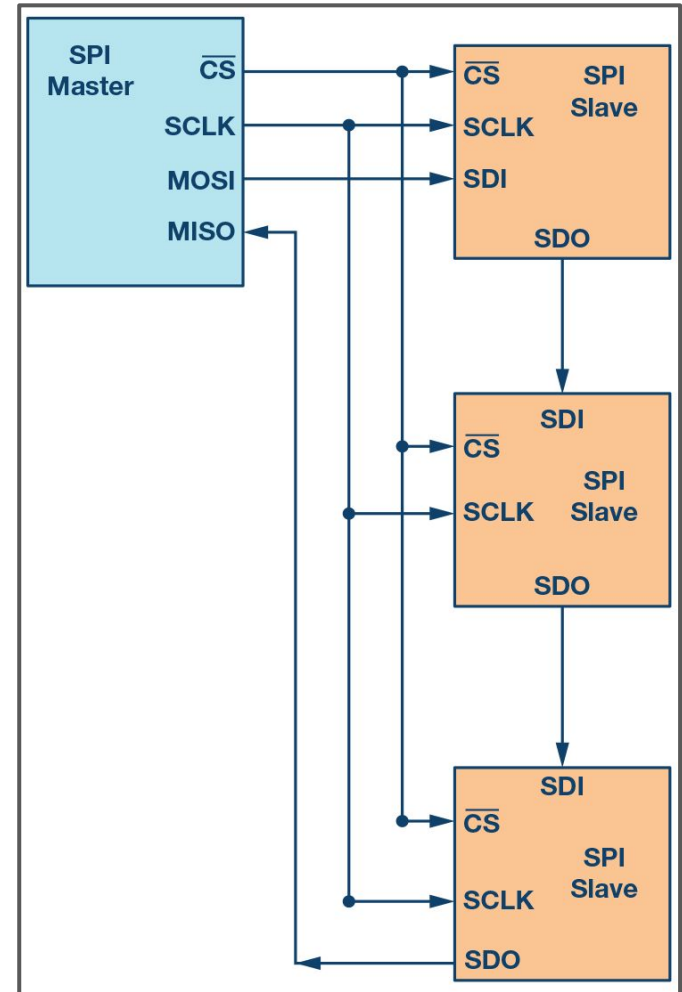 SPI
Master
CS
SCLK
MOSI
MISO
CS
SPI
Slave
SCLK
SDI
SDO
SDI
CS
SPI
Slave
SCLK
SDO
SDI
CS
SPI
Slave
SCLK
SDO